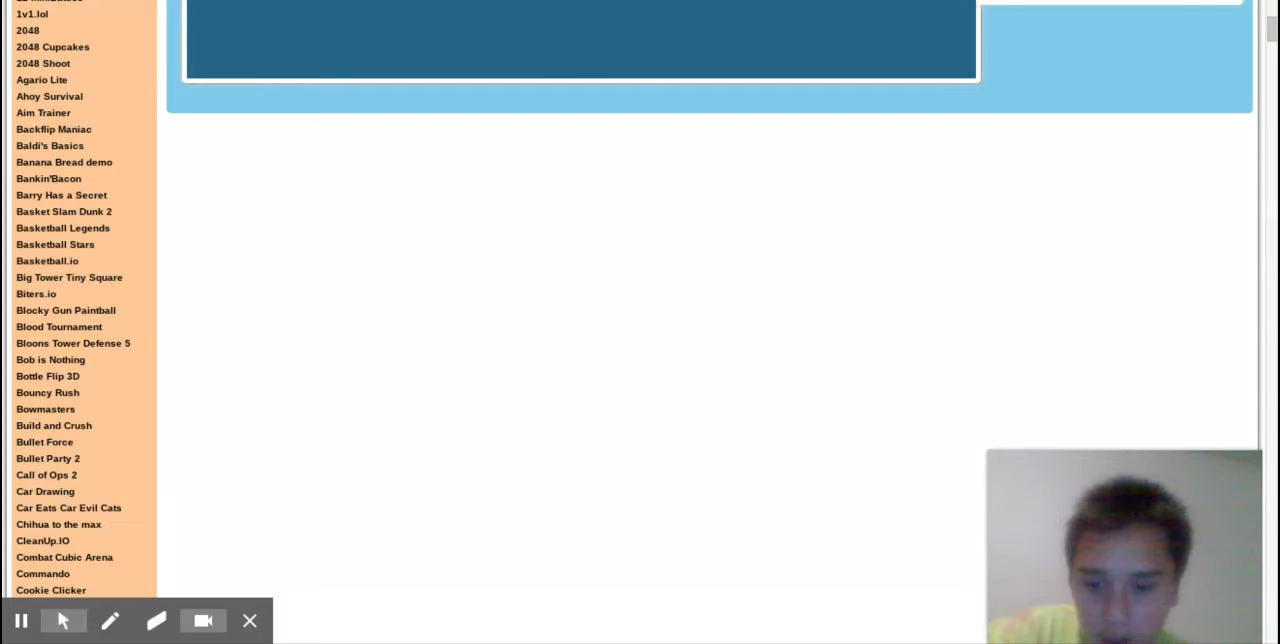 1v1.lol
2048
2048 Cupcakes
2048 Shoot
Agario Lite
Ahoy Survival
Aim Trainer
Backflip Maniac
Baldi's Basics
Banana Bread demo
Bankin'Bacon
Barry Has a Secret
Basket Slam Dunk 2
Basketball Legends
Basketball Stars
Basketball.io
Big Tower Tiny Square
Biters.io
Blocky Gun Paintball
Blood Tournament
Bloons Tower Defense 5
Bob is Nothing
Bottle Flip 3D
Bouncy Rush
Bowmasters
Build and Crush
Bullet Force
Bullet Party 2
Call of Ops 2
Car Drawing
Car Eats Car Evil Cats
Chihua to the max
CleanUp.IO
Combat Cubic Arena
Commando
Cookie Clicker